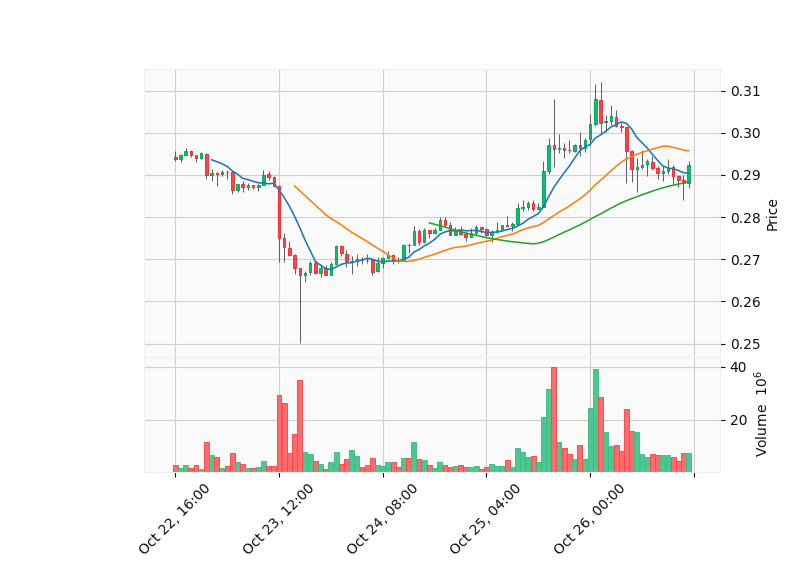 0.31
0.30
0.29
0.28
0.27
0.26
0.25
Price
40
20
Volume 10^6
Oct 22, 16:00
Oct 23, 12:00
Oct 24, 08:00
Oct 25, 04:00
Oct 26, 00:00